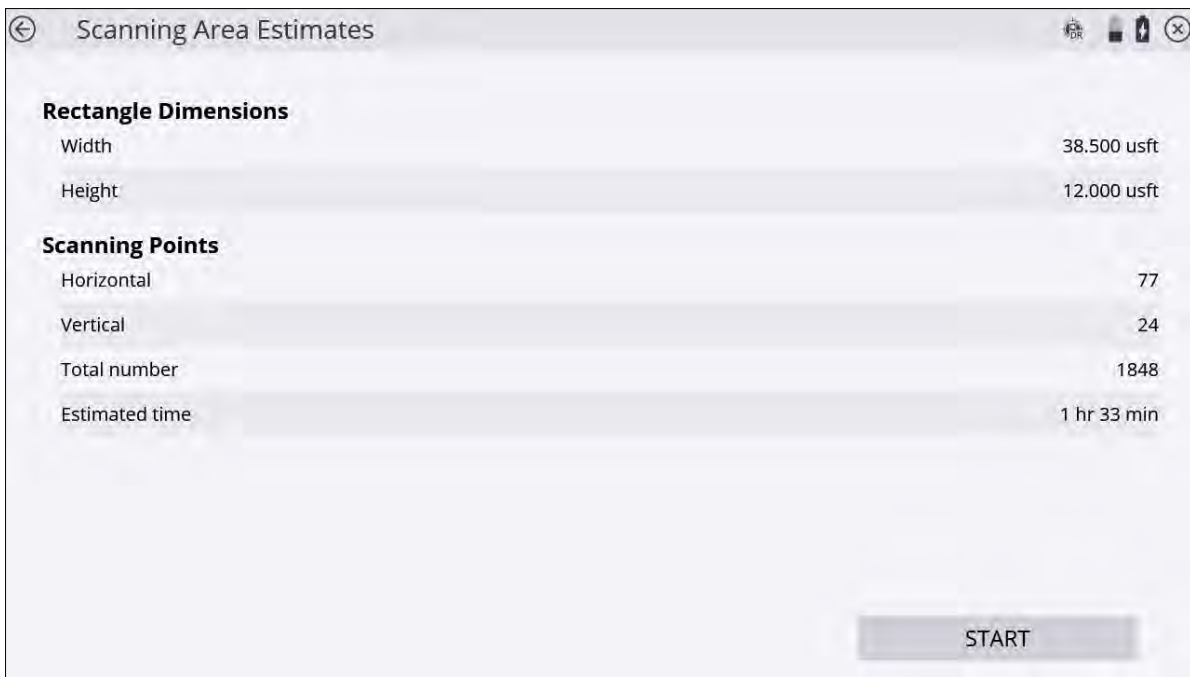 Scanning Area Estimates
DR
Rectangle Dimensions
Width 38.500 usft
Height 12.000 usft
Scanning Points
Horizontal 77
Vertical 24
Total number 1848
Estimated time 1 hr 33 min
START